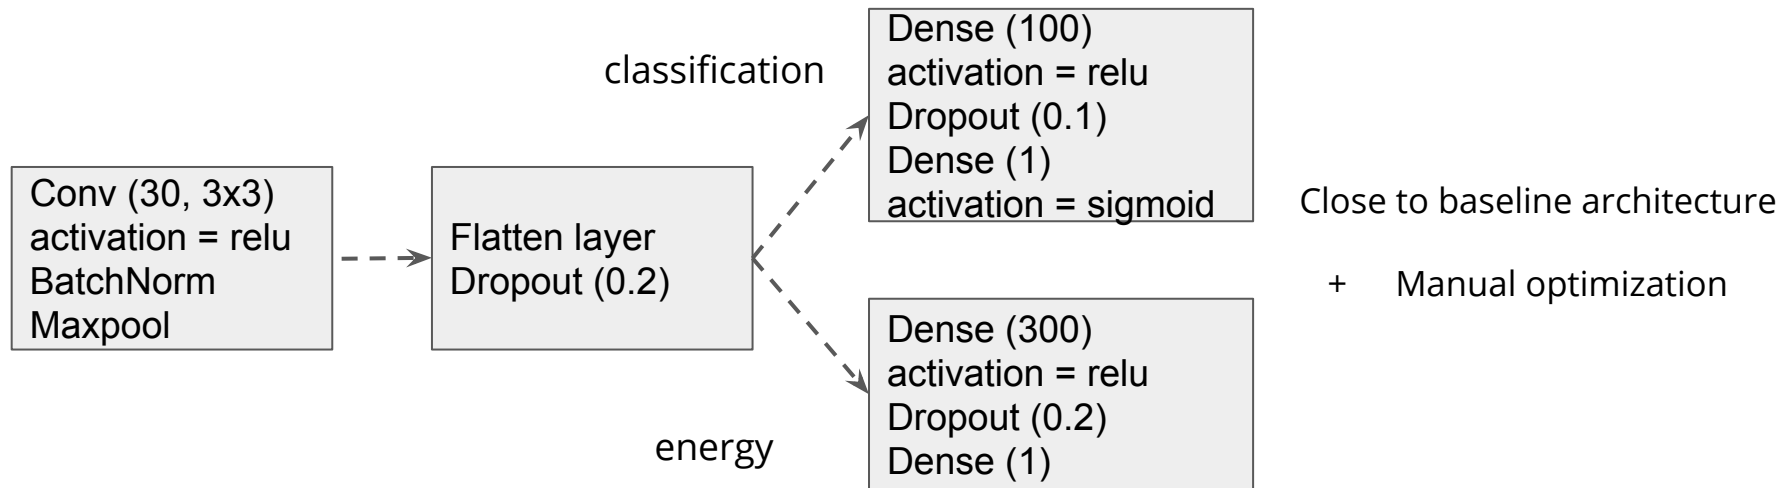 Conv (30, 3x3)
activation = relu
BatchNorm
Maxpool
Flatten layer
Dropout (0.2)
classification
Dense (100)
activation = relu
Dropout (0.1)
Dense (1)
activation = sigmoid
energy
Dense (300)
activation = relu
Dropout (0.2)
Dense (1)
Close to baseline architecture
+ Manual optimization